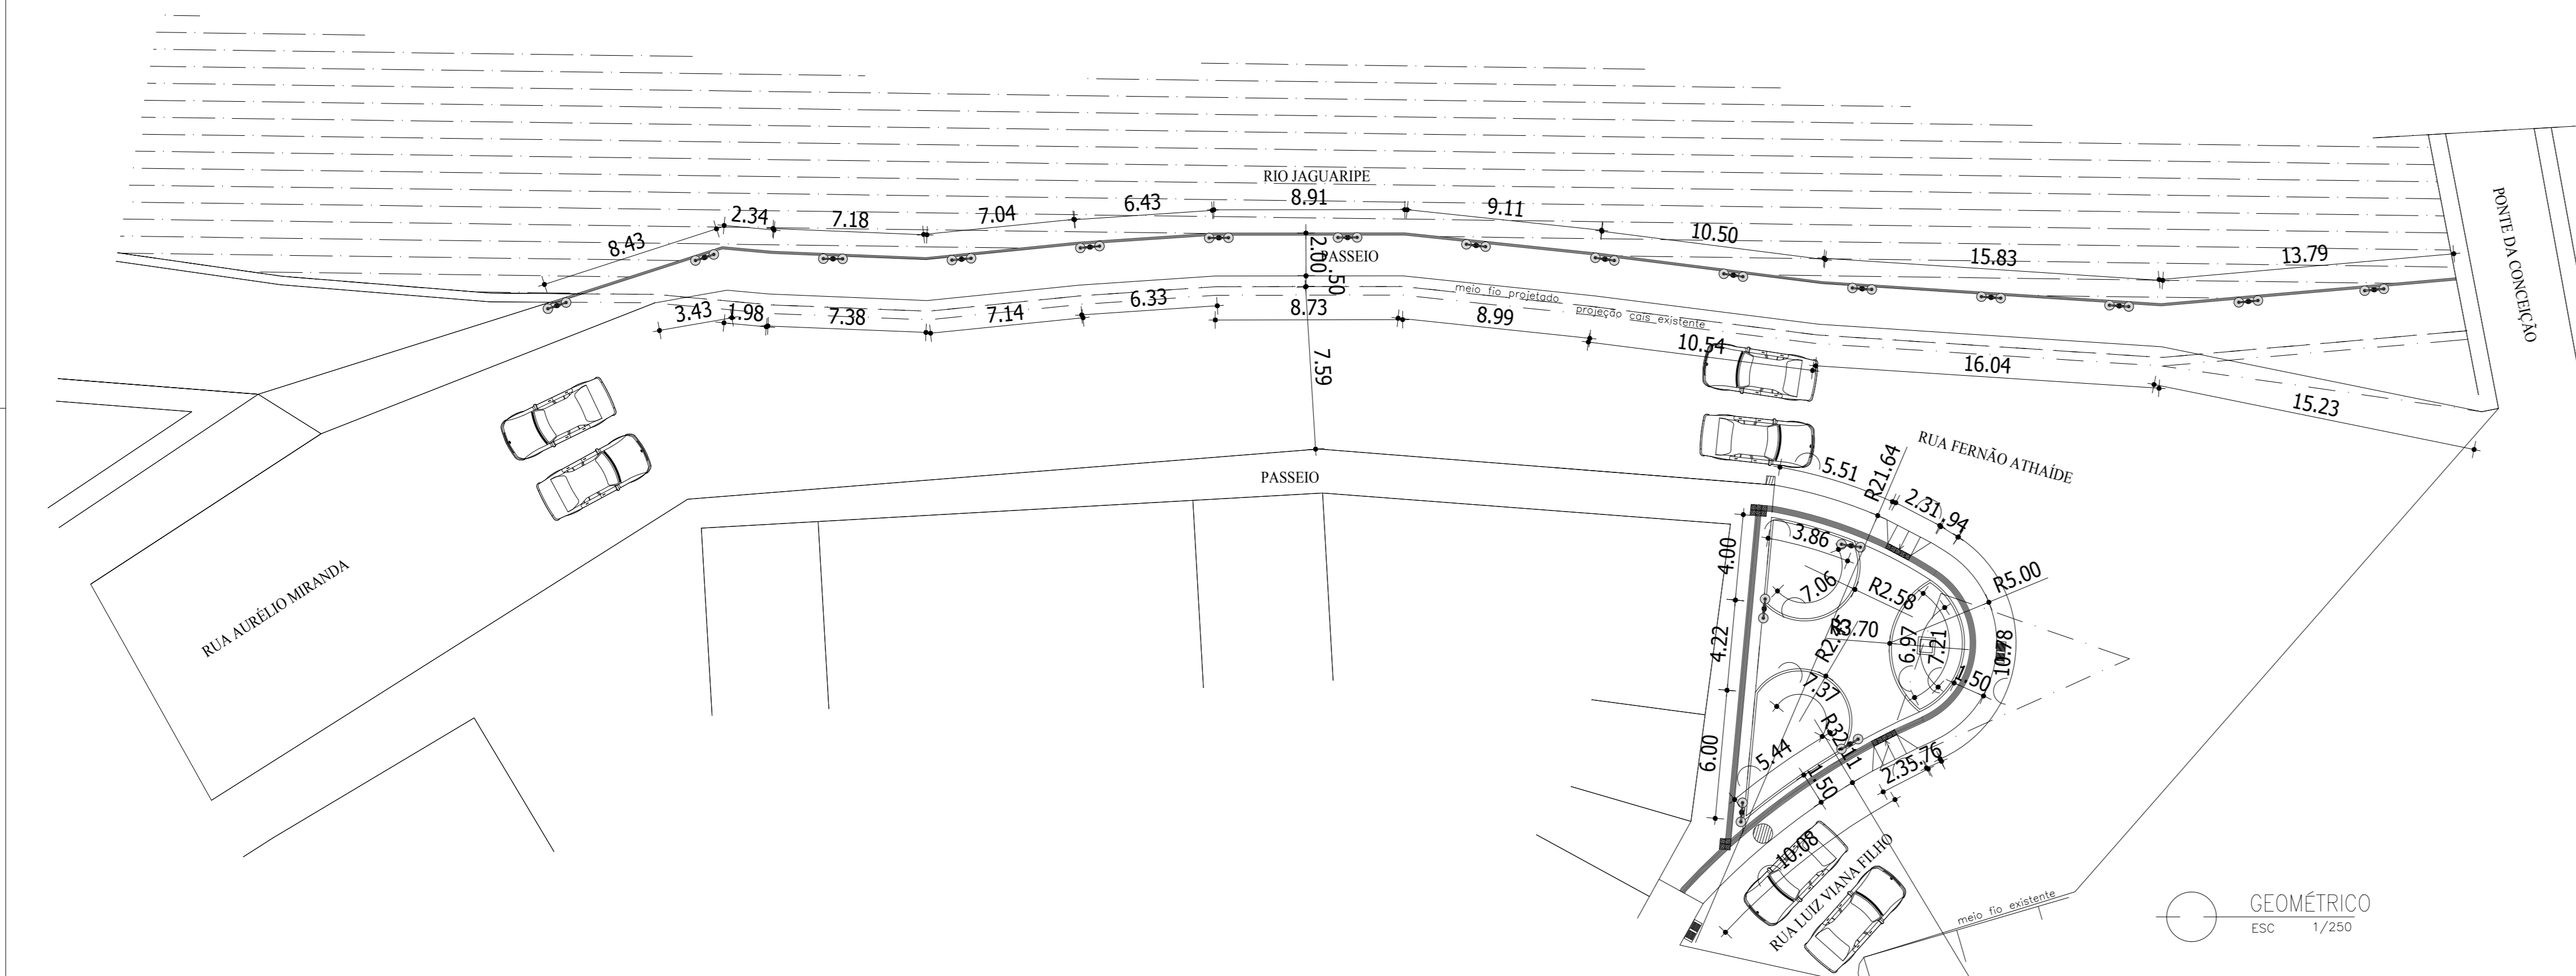 RIO JAGUARIPE
8.91
2.34
7.18
7.04
6.43
9.11
10.50
15.83
13.79
8.43
2.00
PASSEIO
.50
PONTE DA CONCEIÇÃO
meio fio projetado
projeção cais existente
3.43
1.98
7.38
7.14
6.33
8.73
8.99
10.54
16.04
15.23
7.59
PASSEIO
RUA FERNÃO ATHAÍDE
RUA AURÉLIO MIRANDA
5.51
R21.64
2.31
.94
4.00
3.86
7.06
R2.58
R5.00
4.22
R3.70
6.97
7.21
10.78
1.50
7.37
R32.11
6.00
5.44
1.50
2.35
.76
10.08
RUA LUIZ VIANA FILHO
meio fio existente
GEOMÉTRICO
ESC 1/250